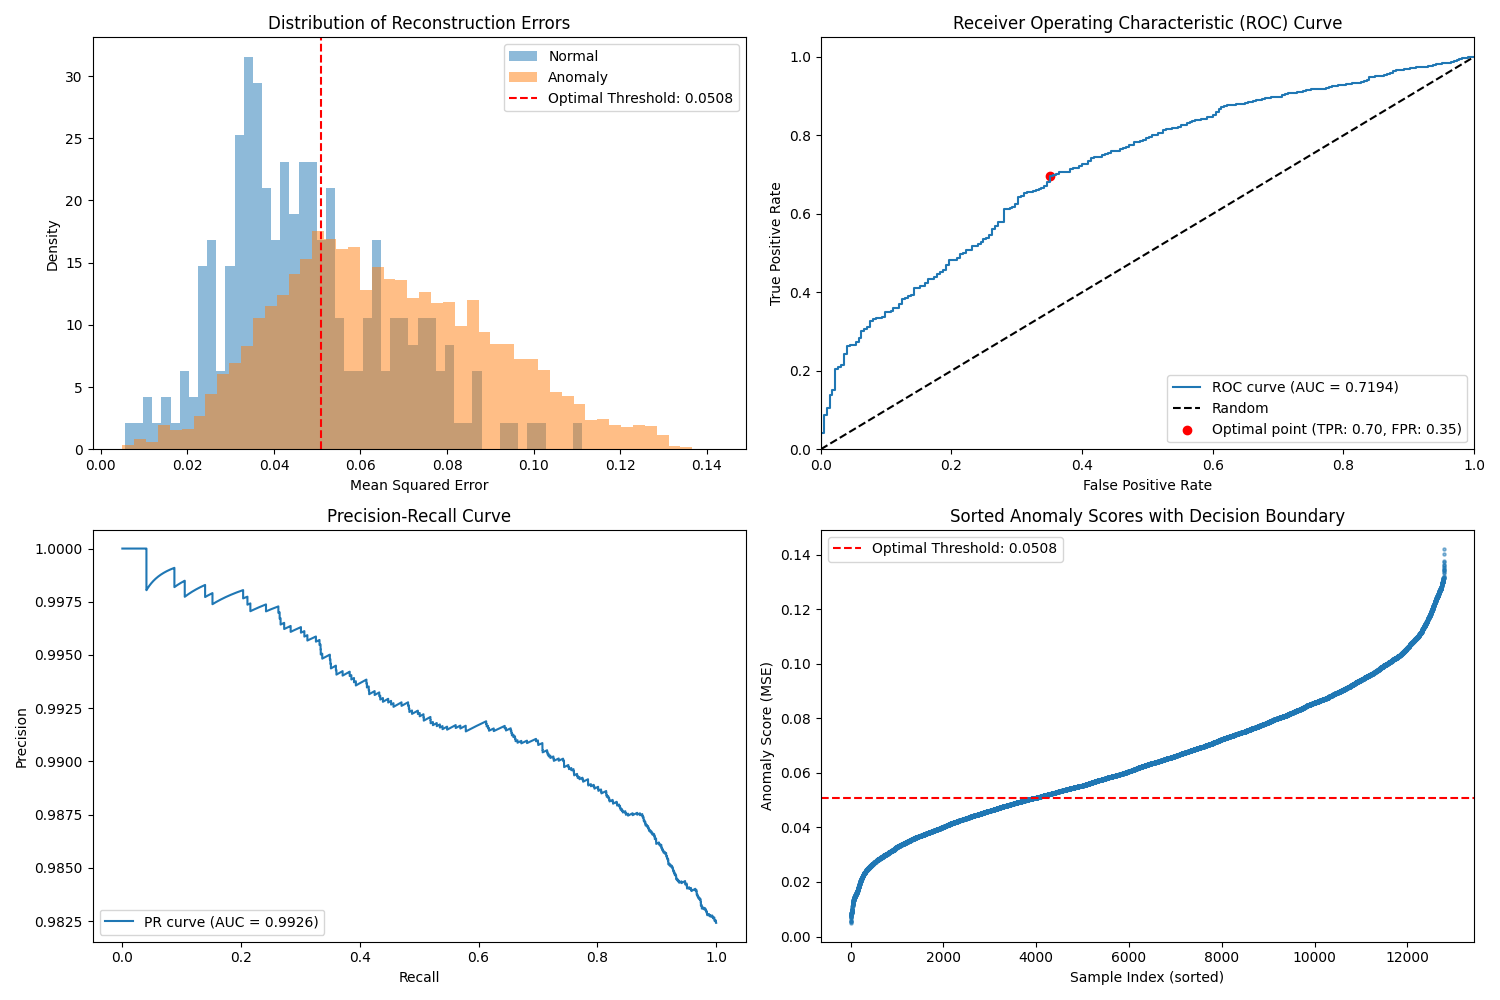 Distribution of Reconstruction Errors
Normal
Anomaly
Optimal Threshold: 0.0508
30
25
20
15
10
5
0
Density
0.00 0.02 0.04 0.06 0.08 0.10 0.12 0.14
Mean Squared Error
Receiver Operating Characteristic (ROC) Curve
1.0
0.8
0.6
0.4
0.2
0.0
True Positive Rate
ROC curve (AUC = 0.7194)
Random
Optimal point (TPR: 0.70, FPR: 0.35)
0.0 0.2 0.4 0.6 0.8 1.0
False Positive Rate
Precision-Recall Curve
1.0000
0.9975
0.9950
0.9925
0.9900
0.9875
0.9850
0.9825
Precision
PR curve (AUC = 0.9926)
0.0 0.2 0.4 0.6 0.8 1.0
Recall
Sorted Anomaly Scores with Decision Boundary
Optimal Threshold: 0.0508
0.14
0.12
0.10
0.08
0.06
0.04
0.02
0.00
Anomaly Score (MSE)
0 2000 4000 6000 8000 10000 12000
Sample Index (sorted)